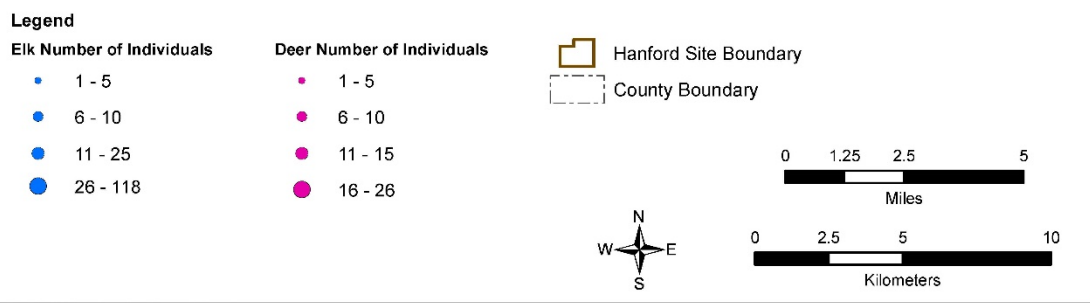 Legend
Elk Number of Individuals
1 - 5
6 - 10
11 - 25
26 - 118
Deer Number of Individuals
1 - 5
6 - 10
11 - 15
16 - 26
Hanford Site Boundary
County Boundary
0 1.25 2.5 5
Miles
N
W E
S
0 2.5 5 10
Kilometers